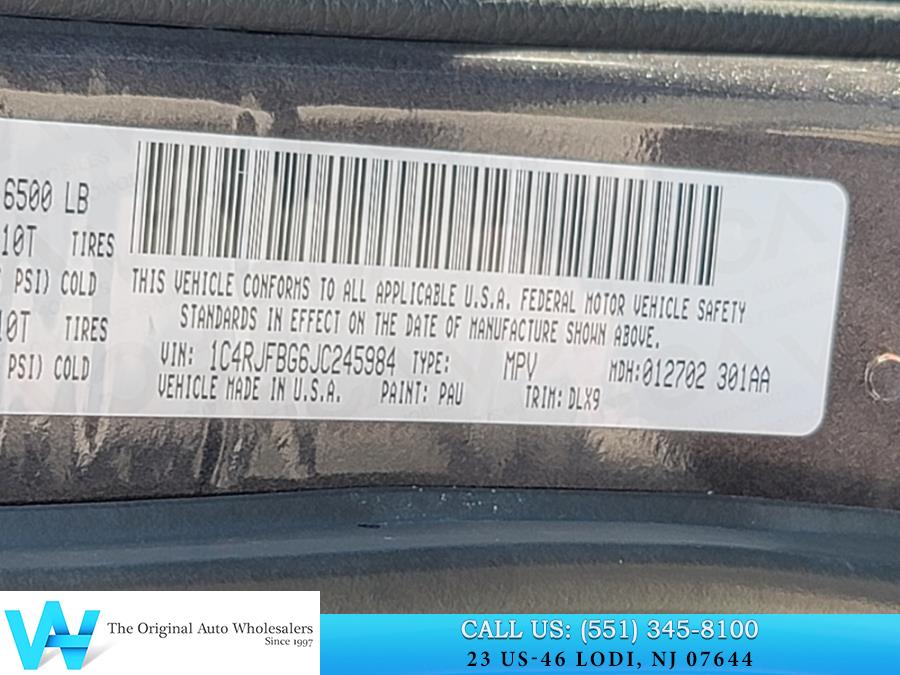 6500 LB
10T TIRES
PSI) COLD
0T TIRES
PSI) COLD
THIS VEHICLE CONFORMS TO ALL APPLICABLE U.S.A. FEDERAL MOTOR VEHICLE SAFETY
STANDARDS IN EFFECT ON THE DATE OF MANUFACTURE SHOWN ABOVE.
VIN: 1C4RJFBG6JC245984 TYPE: MPV MDH:012702 301AA
VEHICLE MADE IN U.S.A. PAINT: PAU TRIM: DLX9
The Original Auto Wholesalers
Since 1997
CALL US: (551) 345-8100
23 US-46 LODI, NJ 07644